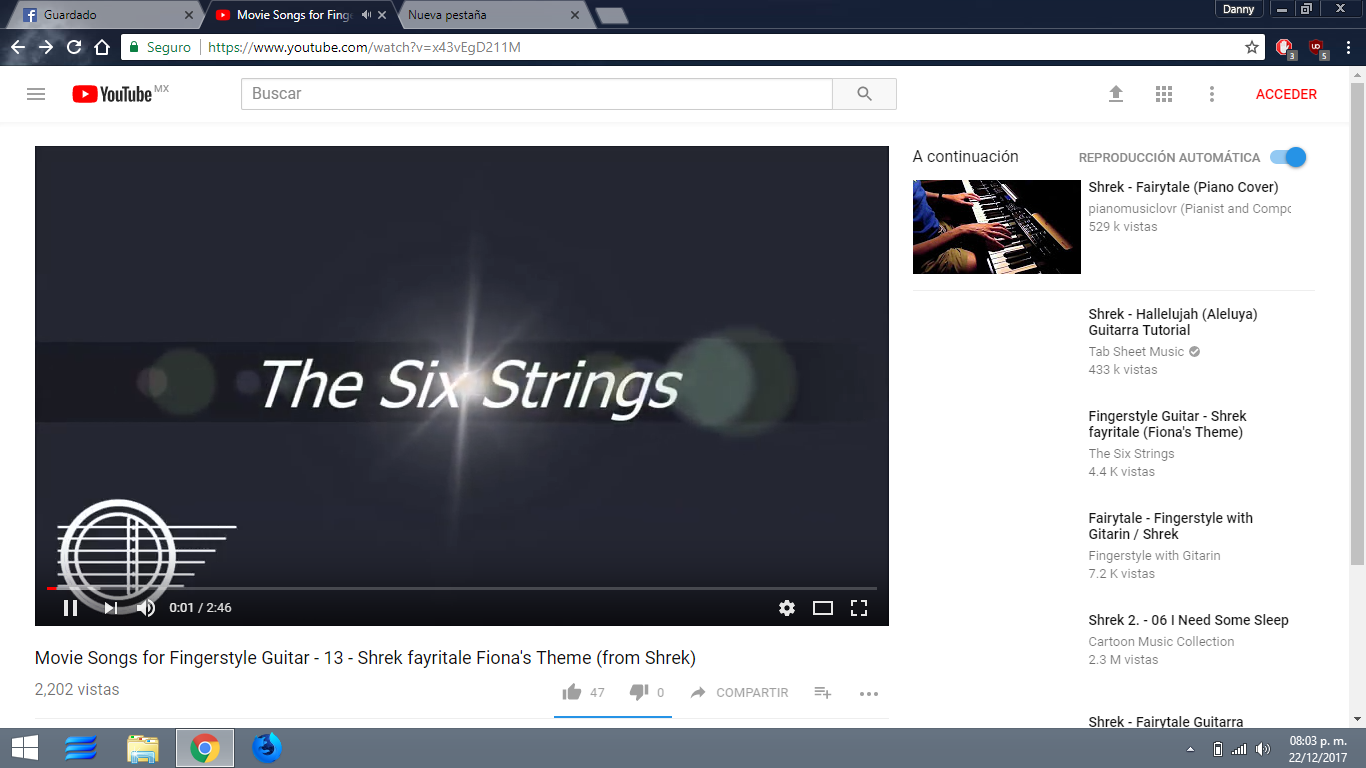 Guardado
Movie Songs for Finge
Nueva pestaña
Danny
Seguro
https://www.youtube.com/watch?v=x43vEgD211M
3
5
YouTube MX
Buscar
ACCEDER
The Six Strings
0:01 / 2:46
Movie Songs for Fingerstyle Guitar - 13 - Shrek fayritale Fiona's Theme (from Shrek)
2,202 vistas
47
0
COMPARTIR
A continuación
REPRODUCCIÓN AUTOMÁTICA
Shrek - Fairytale (Piano Cover)
pianomusiclovr (Pianist and Compo
529 k vistas
Shrek - Hallelujah (Aleluya)
Guitarra Tutorial
Tab Sheet Music
433 k vistas
Fingerstyle Guitar - Shrek
fayritale (Fiona's Theme)
The Six Strings
4.4 K vistas
Fairytale - Fingerstyle with
Gitarin / Shrek
Fingerstyle with Gitarin
7.2 K vistas
Shrek 2. - 06 I Need Some Sleep
Cartoon Music Collection
2.3 M vistas
Shrek - Fairytale Guitarra
08:03 p. m.
22/12/2017